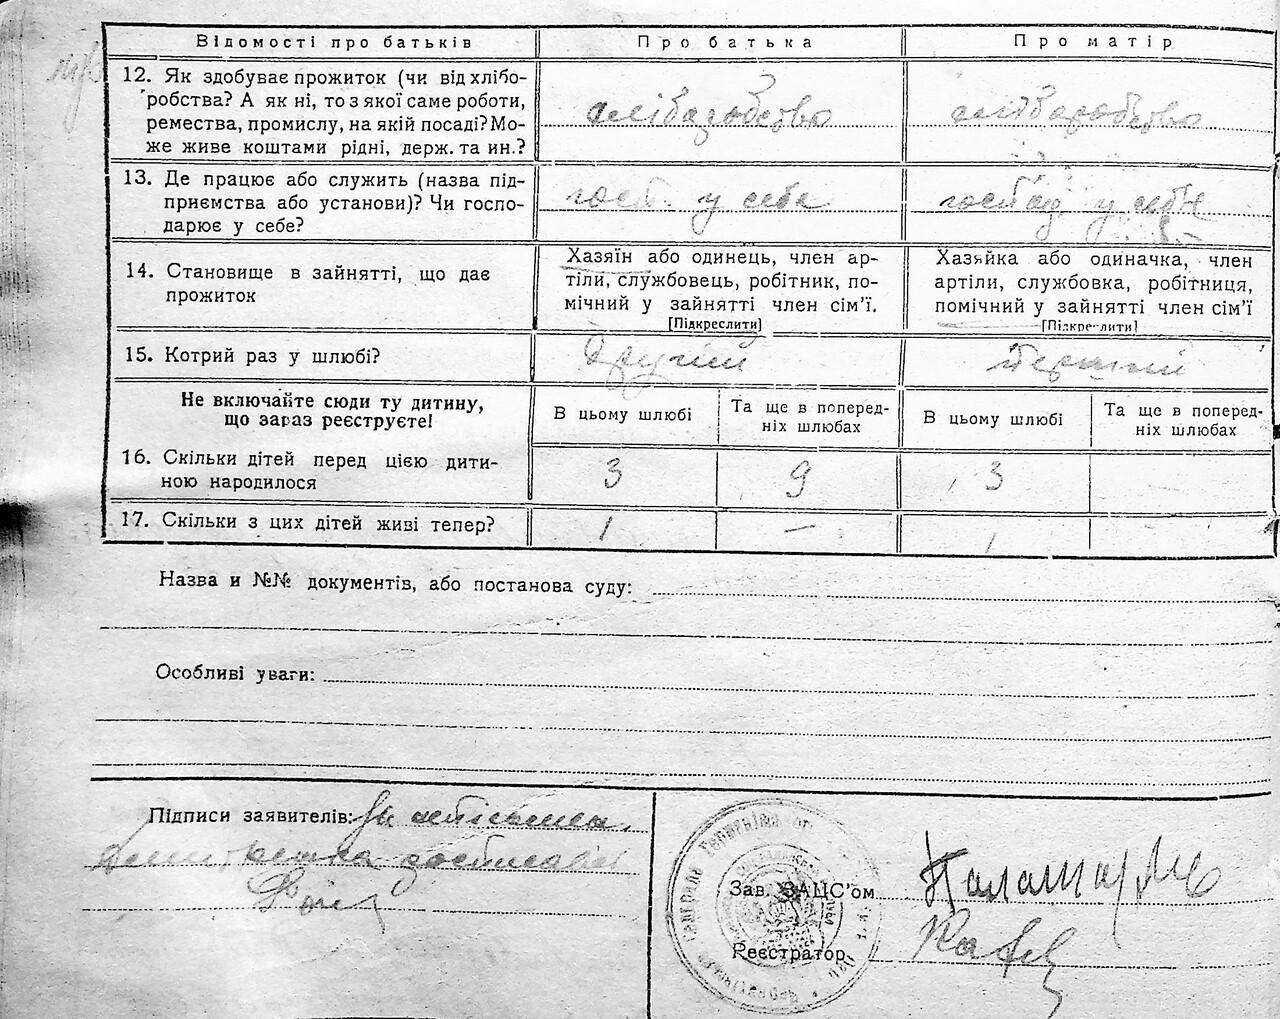 Відомості про батьків
Про батька
Про матір
12. Як здобуває прожиток (чи від хлібо-
робства? А як ні, то з якої саме роботи,
ремества, промислу, на якій посаді? Мо-
же живе коштами рідні, держ. та ин.?
хліборобство
хліборобство
13. Де працює або служить (назва під-
приємства або установи)? Чи госпо-
дарює у себе?
госп. у себе
господ. у себе
14. Становище в зайнятті, що дає
прожиток
Хазяїн або одинець, член ар-
тіли, службовець, робітник, по-
мічний у зайнятті член сім'ї.
[Підкреслити]
Хазяйка або одиначка, член
артіли, службовка, робітниця,
помічний у зайнятті член сім'ї
[Підкреслити]
15. Котрий раз у шлюбі?
другий
перший
Не включайте сюди ту дитину,
що зараз реєструєте!
В цьому шлюбі
Та ще в поперед-
ніх шлюбах
В цьому шлюбі
Та ще в поперед-
ніх шлюбах
16. Скільки дітей перед цією дити-
ною народилося
3
9
3
-
17. Скільки з цих дітей живі тепер?
1
-
1
-
Назва и №№ документів, або постанова суду:
Особливі уваги:
Підписи заявителів:
Зав. ЗАЦС'ом
Реєстратор